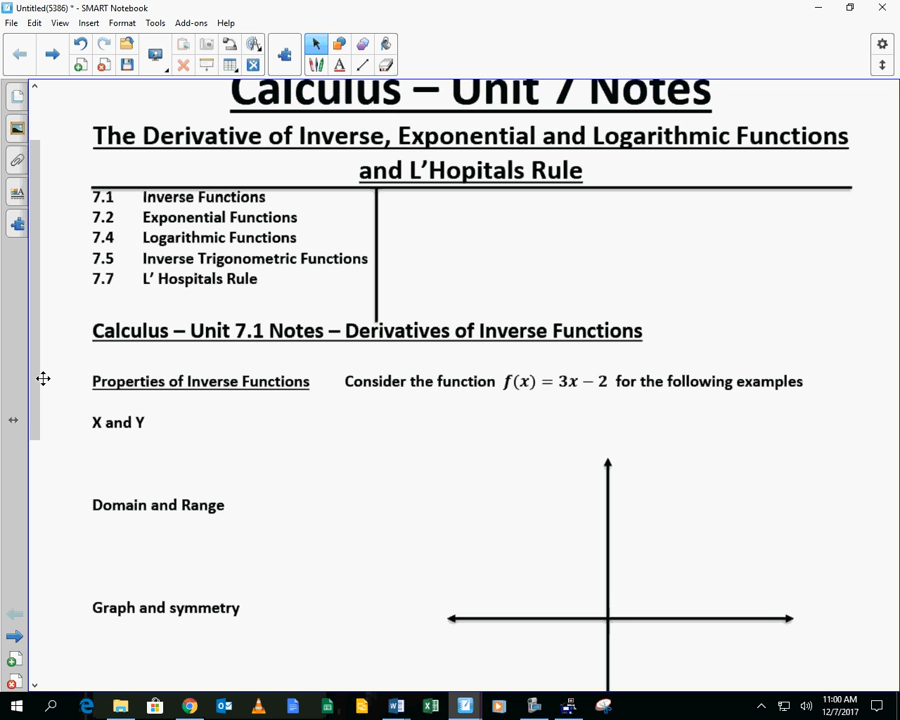 Untitled(5386) * - SMART Notebook
File Edit View Insert Format Tools Add-ons Help
Calculus – Unit 7 Notes
The Derivative of Inverse, Exponential and Logarithmic Functions
and L’Hopitals Rule
7.1 Inverse Functions
7.2 Exponential Functions
7.4 Logarithmic Functions
7.5 Inverse Trigonometric Functions
7.7 L’ Hospitals Rule
Calculus – Unit 7.1 Notes – Derivatives of Inverse Functions
Properties of Inverse Functions Consider the function f(x) = 3x − 2 for the following examples
X and Y
Domain and Range
Graph and symmetry
11:00 AM
12/7/2017